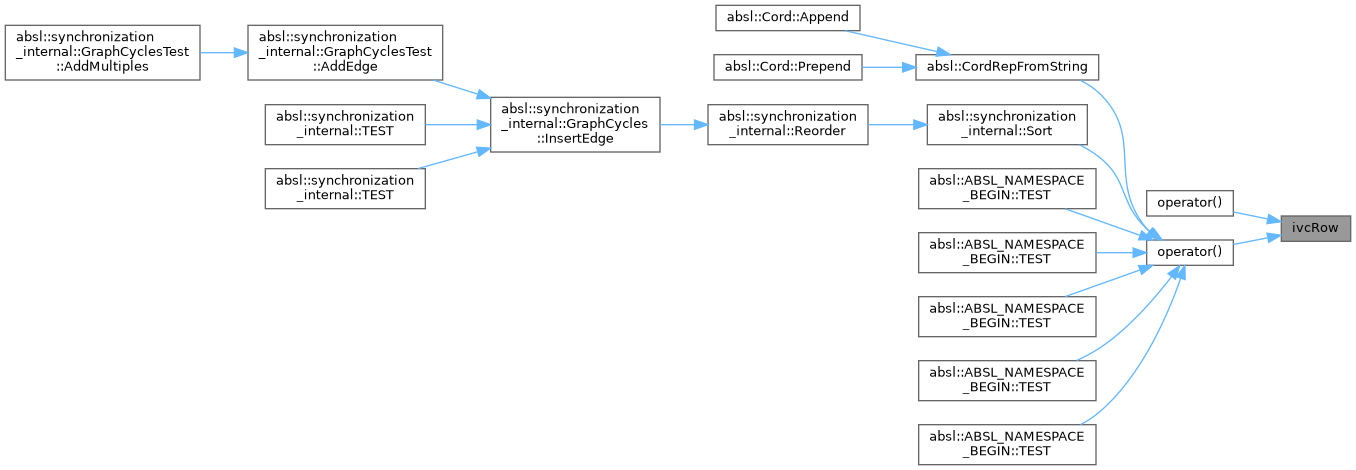 absl::synchronization
_internal::GraphCyclesTest
::AddMultiples
absl::synchronization
_internal::GraphCyclesTest
::AddEdge
absl::synchronization
_internal::TEST
absl::synchronization
_internal::TEST
absl::synchronization
_internal::GraphCycles
::InsertEdge
absl::Cord::Append
absl::Cord::Prepend
absl::synchronization
_internal::Reorder
absl::CordRepFromString
absl::synchronization
_internal::Sort
absl::ABSL_NAMESPACE
_BEGIN::TEST
absl::ABSL_NAMESPACE
_BEGIN::TEST
absl::ABSL_NAMESPACE
_BEGIN::TEST
absl::ABSL_NAMESPACE
_BEGIN::TEST
absl::ABSL_NAMESPACE
_BEGIN::TEST
operator()
operator()
ivcRow